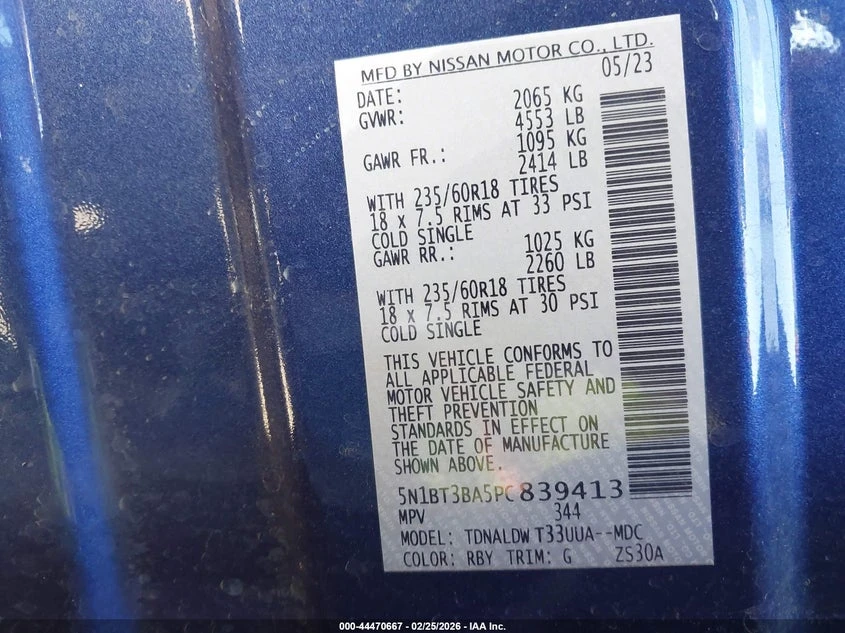 MFD BY NISSAN MOTOR CO., LTD.
DATE: 05/23
GVWR: 2065 KG
4553 LB
GAWR FR.: 1095 KG
2414 LB
WITH 235/60R18 TIRES
18 x 7.5 RIMS AT 33 PSI
COLD SINGLE
GAWR RR.: 1025 KG
2260 LB
WITH 235/60R18 TIRES
18 x 7.5 RIMS AT 30 PSI
COLD SINGLE
THIS VEHICLE CONFORMS TO
ALL APPLICABLE FEDERAL
MOTOR VEHICLE SAFETY AND
THEFT PREVENTION
STANDARDS IN EFFECT ON
THE DATE OF MANUFACTURE
SHOWN ABOVE.
5N1BT3BA5PC839413
MPV 344
MODEL: TDNALDW T33UUA--MDC
COLOR: RBY TRIM: G ZS30A
000-44470667 - 02/25/2026 - IAA Inc.